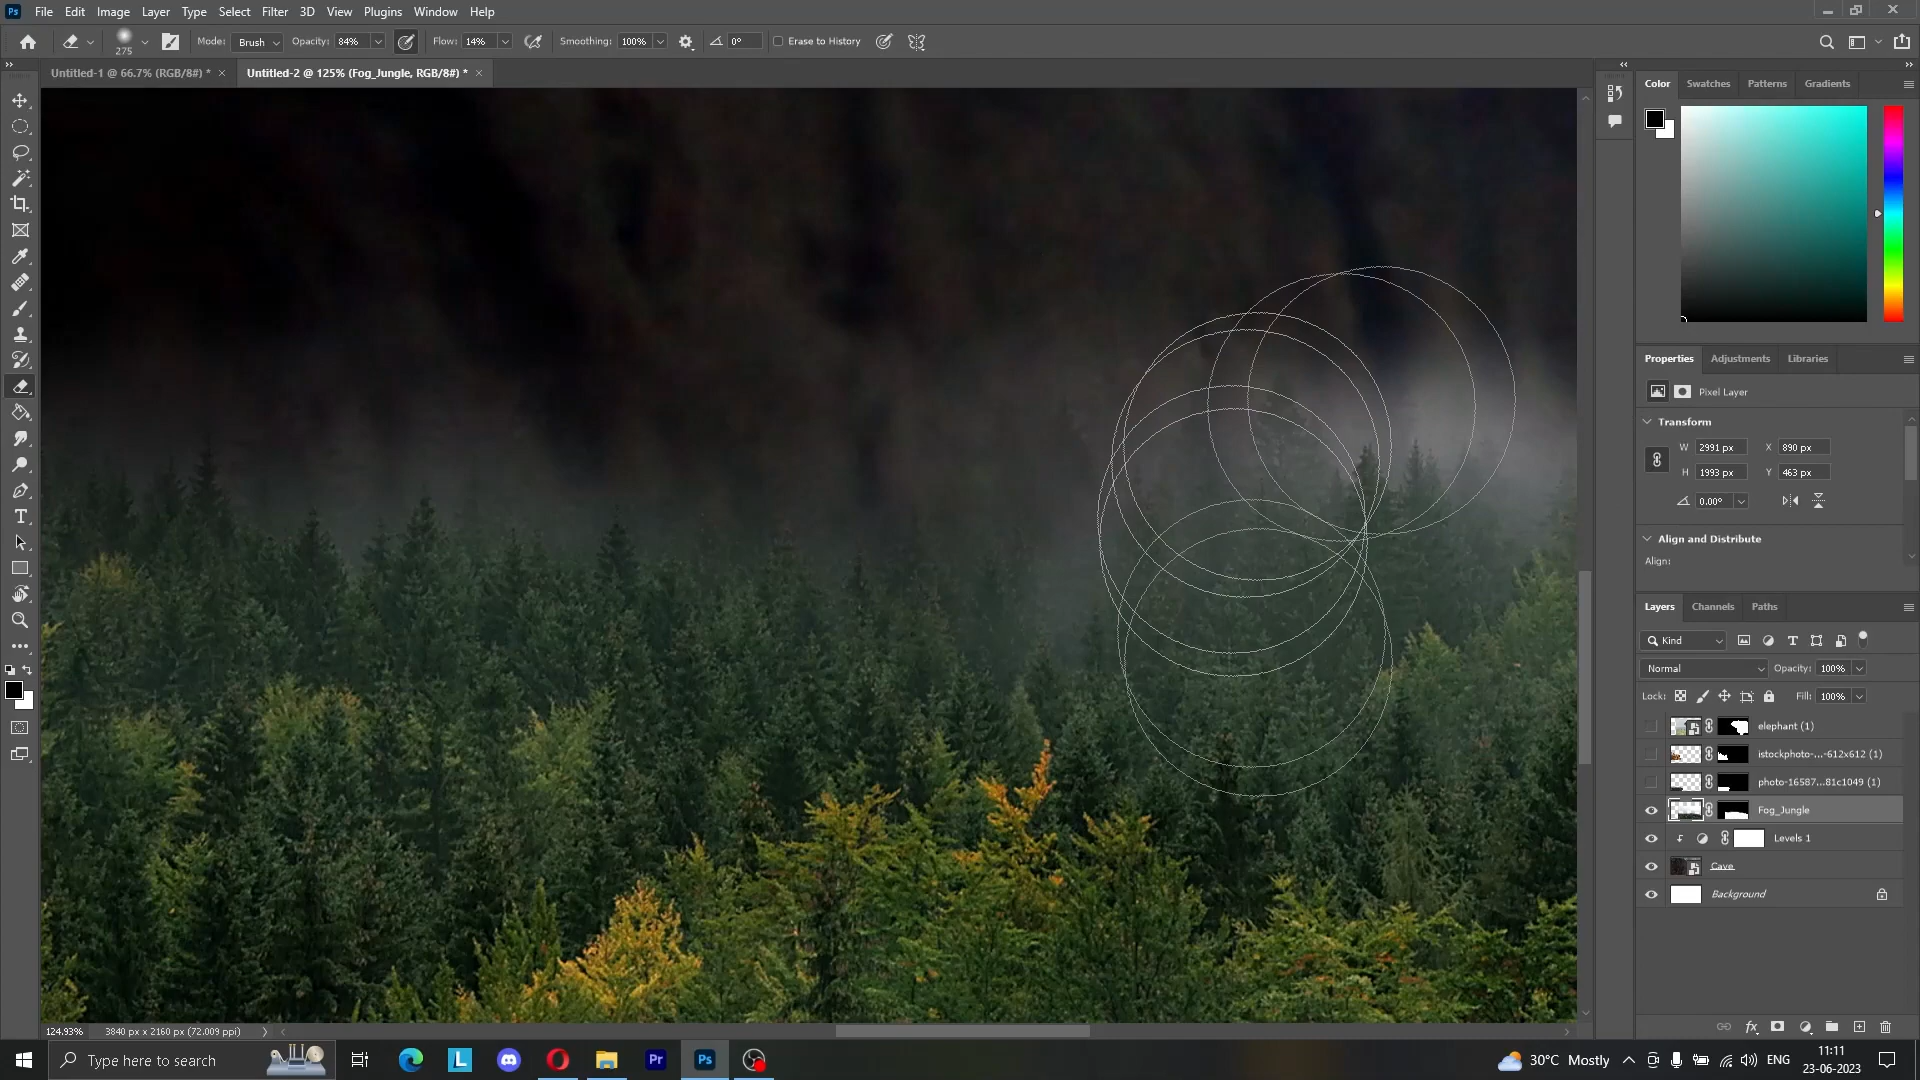 Ps File Edit Image Layer Type Select Filter 3D View Plugins Window Help
275 Mode: Brush Opacity: 84% Flow: 14% Smoothing: 100% 0° Erase to History
Untitled-1 @ 66.7% (RGB/8#) * × Untitled-2 @ 125% (Fog_Jungle, RGB/8#) * ×
Color Swatches Patterns Gradients
Properties Adjustments Libraries
Pixel Layer
Transform
W 2991 px X 890 px
H 1993 px Y 463 px
0.00°
Align and Distribute
Align:
Layers Channels Paths
Kind
Normal Opacity: 100%
Lock: Fill: 100%
elephant (1)
istockphoto-...-612x612 (1)
photo-16587...81c1049 (1)
Fog_Jungle
Levels 1
Cave
Background
124.93% 3840 px x 2160 px (72.009 ppi)
Type here to search L Pr Ps 30°C Mostly ENG 11:11
23-06-2023